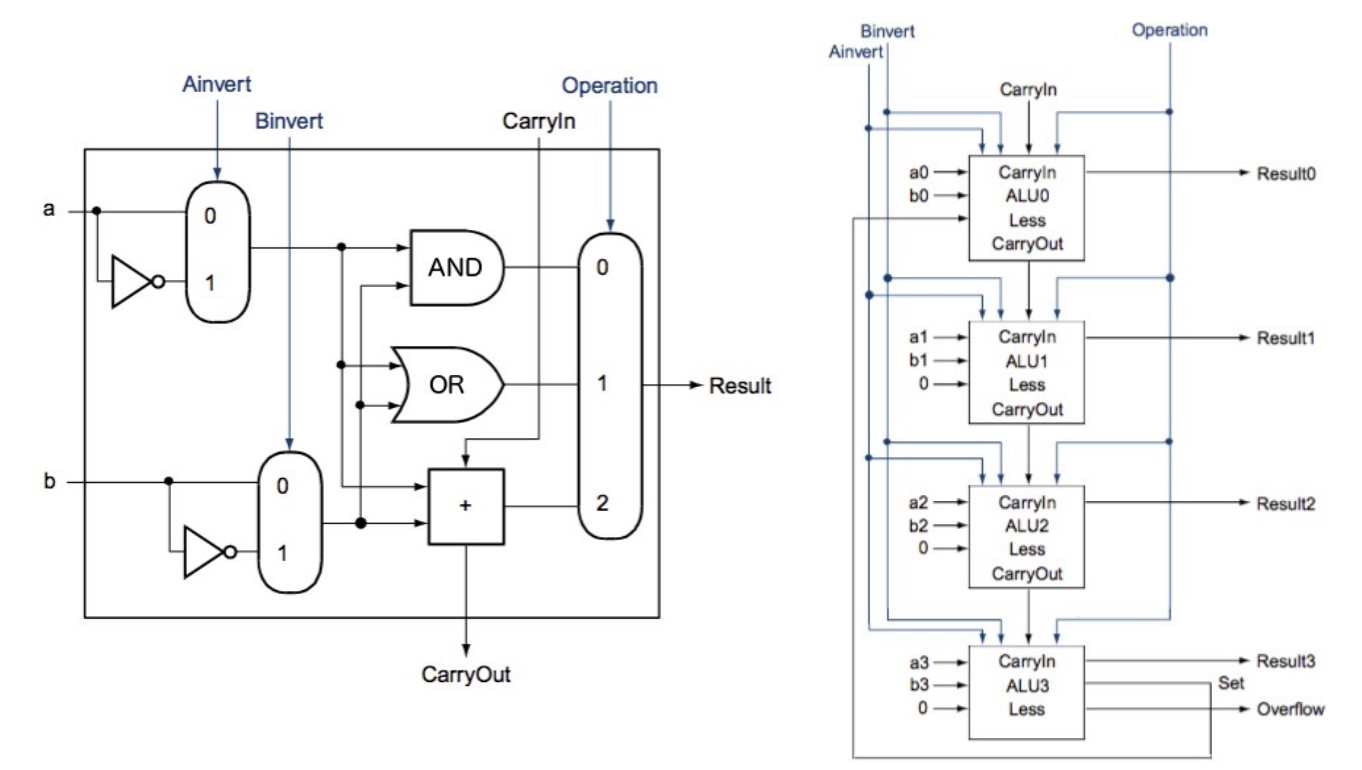 Ainvert
Binvert
CarryIn
Operation
a
0
1
AND
0
OR
1
Result
b
0
1
+
2
CarryOut
Binvert
Ainvert
Operation
CarryIn
a0
b0
CarryIn
ALU0
Less
CarryOut
Result0
a1
b1
0
CarryIn
ALU1
Less
CarryOut
Result1
a2
b2
0
CarryIn
ALU2
Less
CarryOut
Result2
a3
b3
0
CarryIn
ALU3
Less
Result3
Set
Overflow